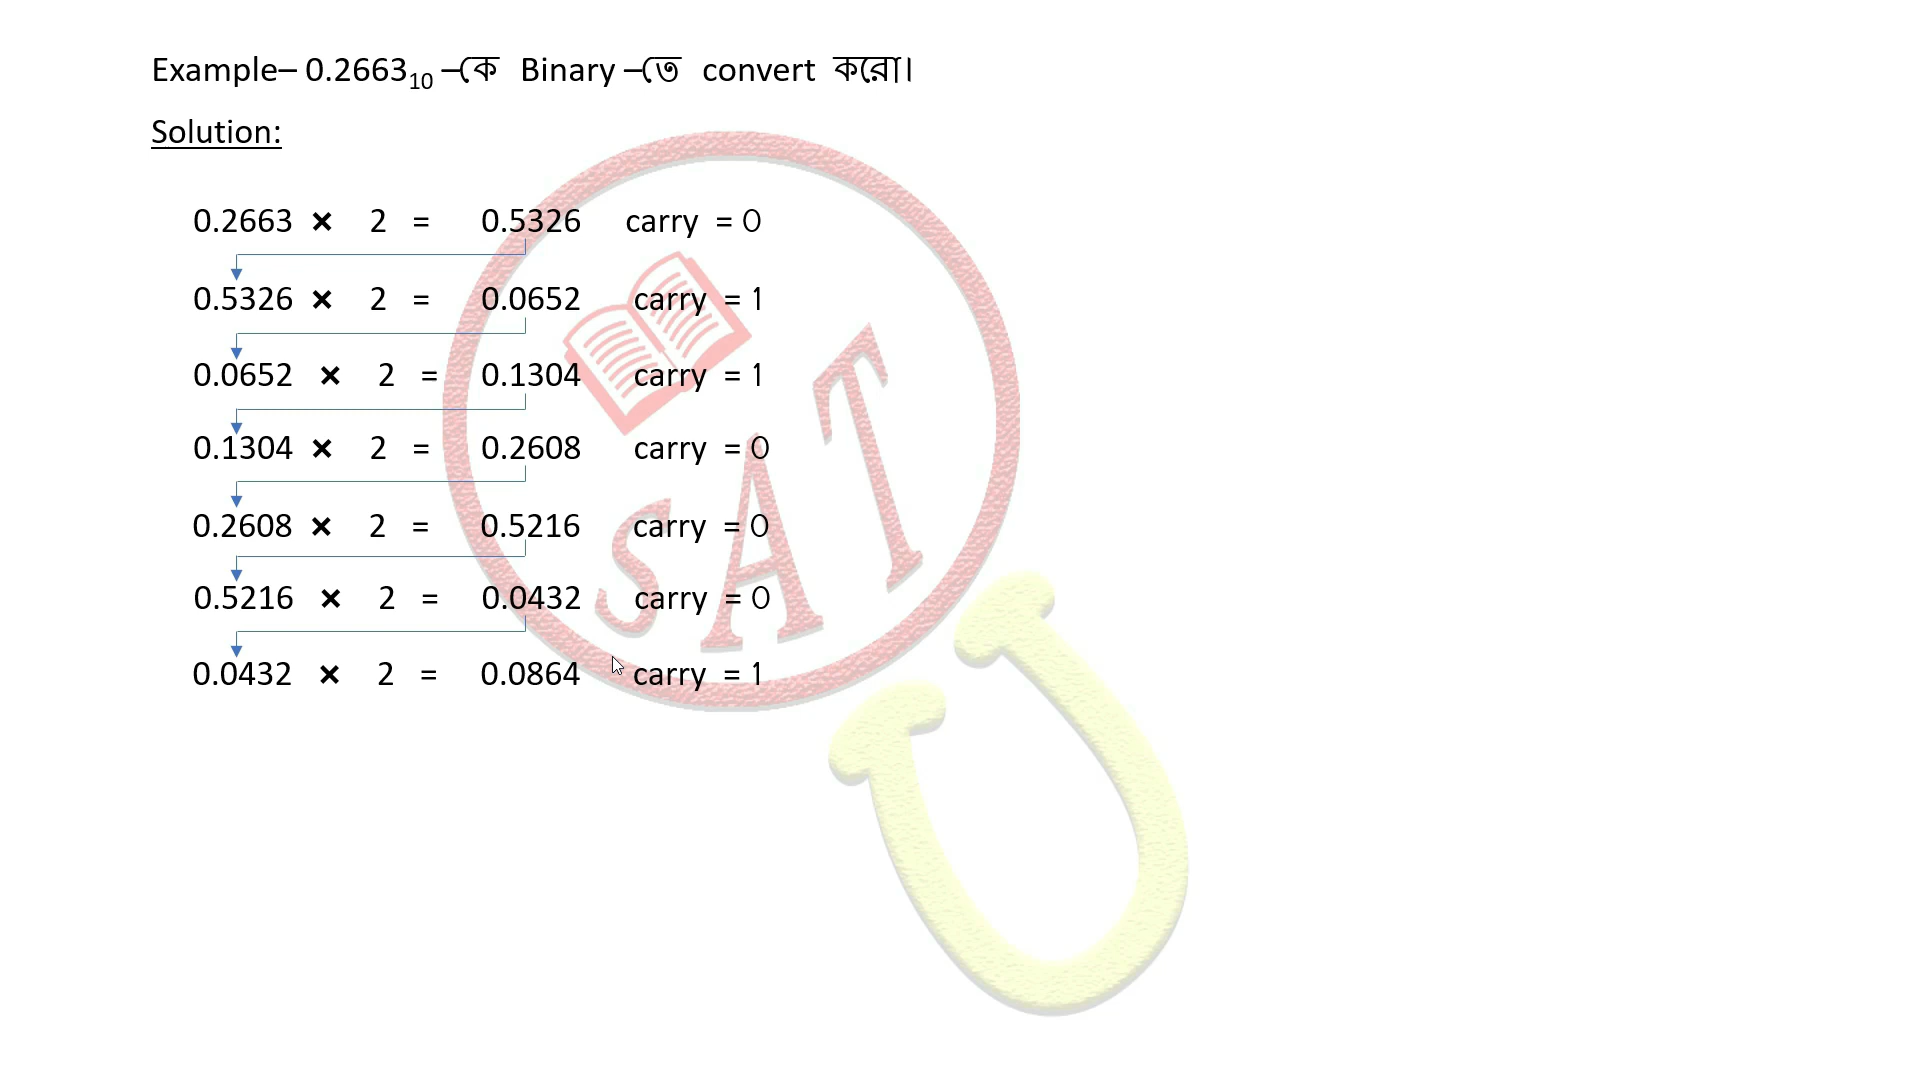 Example– 0.2663₁₀ –কে Binary –তে convert করো।
Solution:
0.2663 × 2 = 0.5326 carry = 0
0.5326 × 2 = 0.0652 carry = 1
0.0652 × 2 = 0.1304 carry = 1
0.1304 × 2 = 0.2608 carry = 0
0.2608 × 2 = 0.5216 carry = 0
0.5216 × 2 = 0.0432 carry = 0
0.0432 × 2 = 0.0864 carry = 1
SAT
U